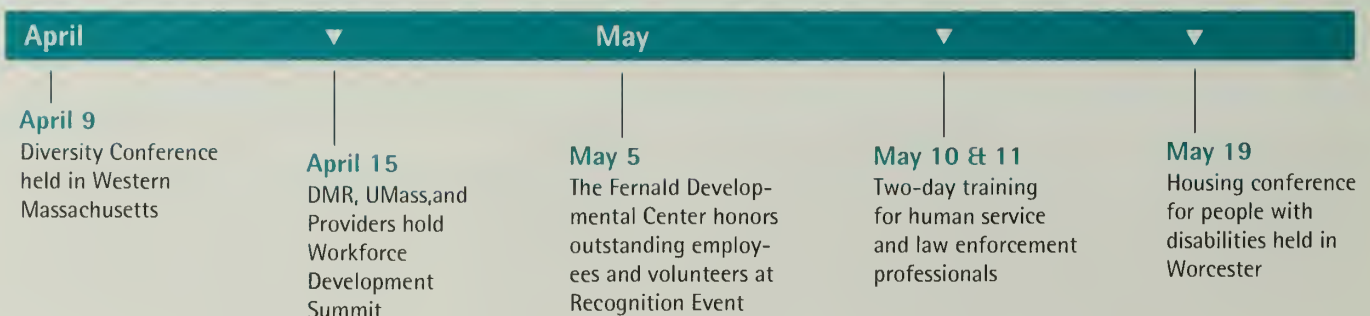 April
May
April 9
Diversity Conference
held in Western
Massachusetts
April 15
DMR, UMass,and
Providers hold
Workforce
Development
Summit
May 5
The Fernald Develop-
mental Center honors
outstanding employ-
ees and volunteers at
Recognition Event
May 10 & 11
Two-day training
for human service
and law enforcement
professionals
May 19
Housing conference
for people with
disabilities held in
Worcester